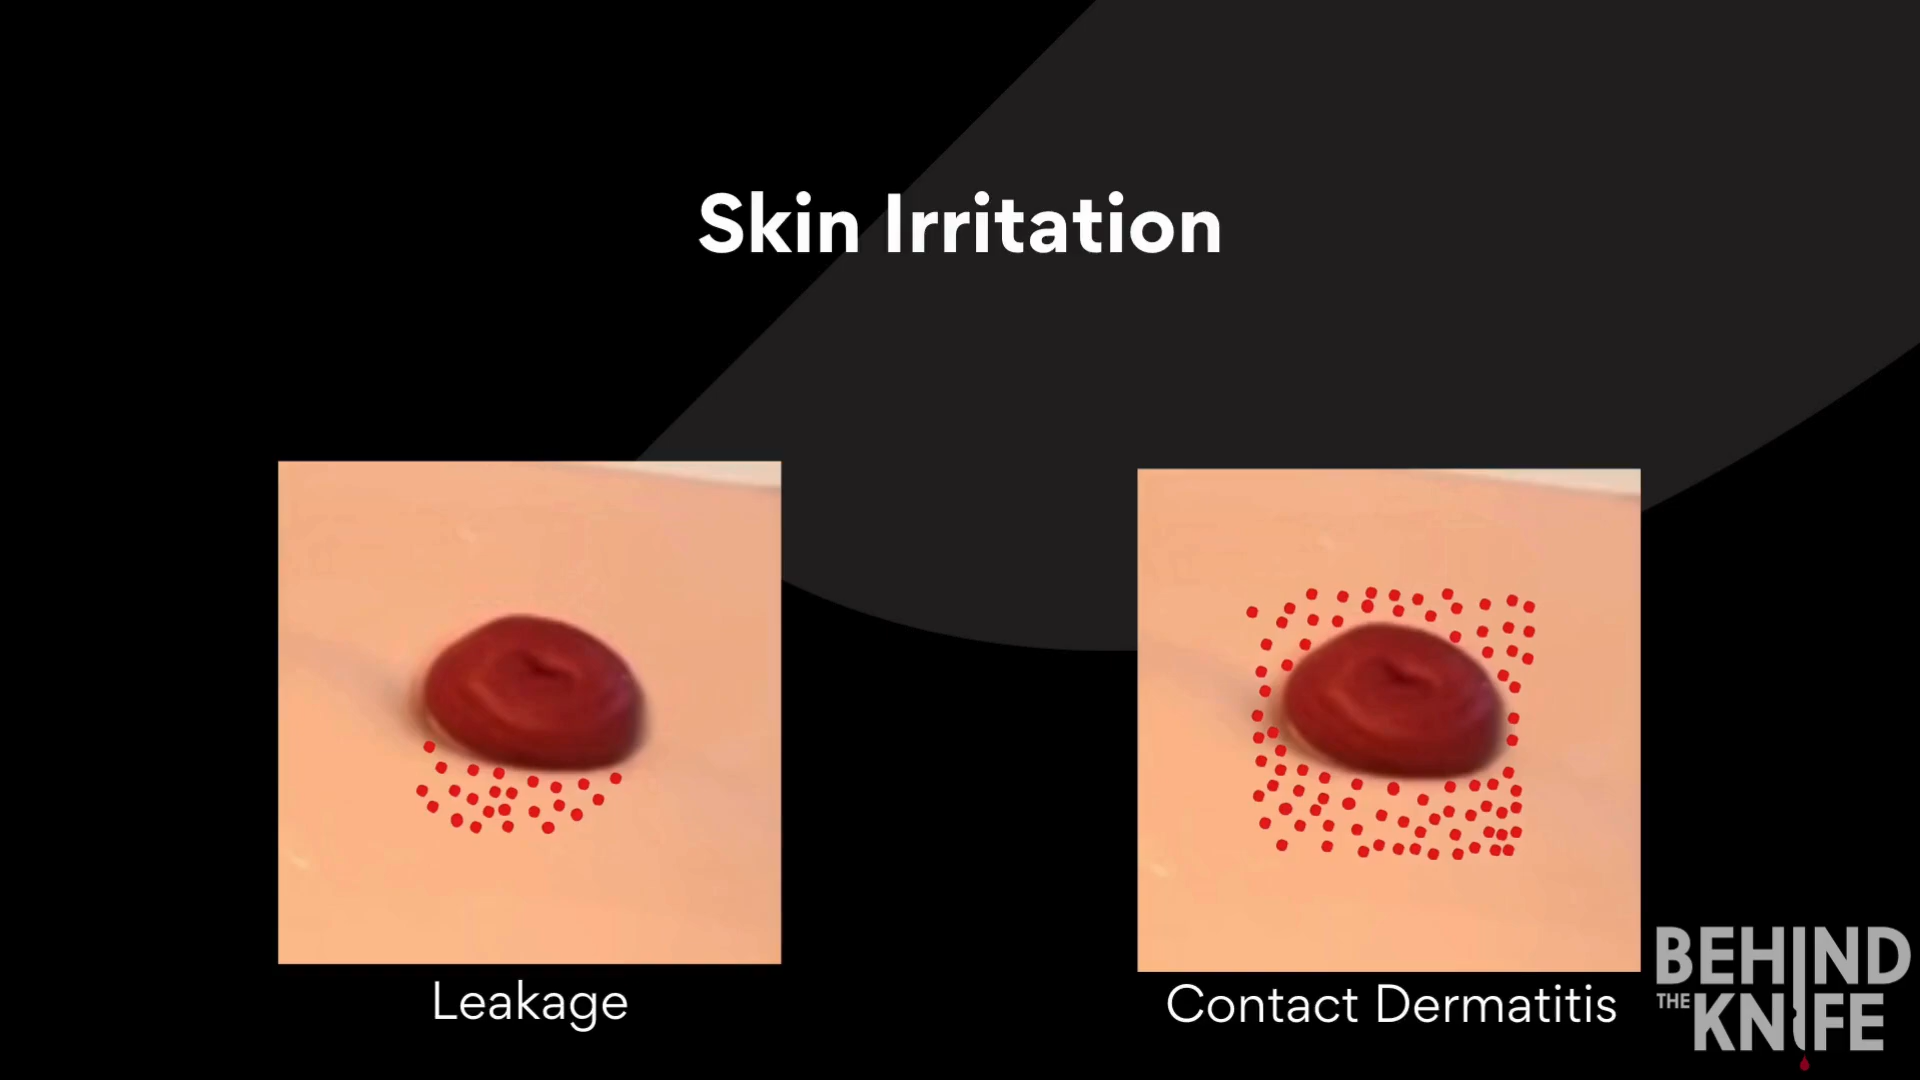 Skin Irritation
Leakage
Contact Dermatitis
BEHIND
THE KNIFE